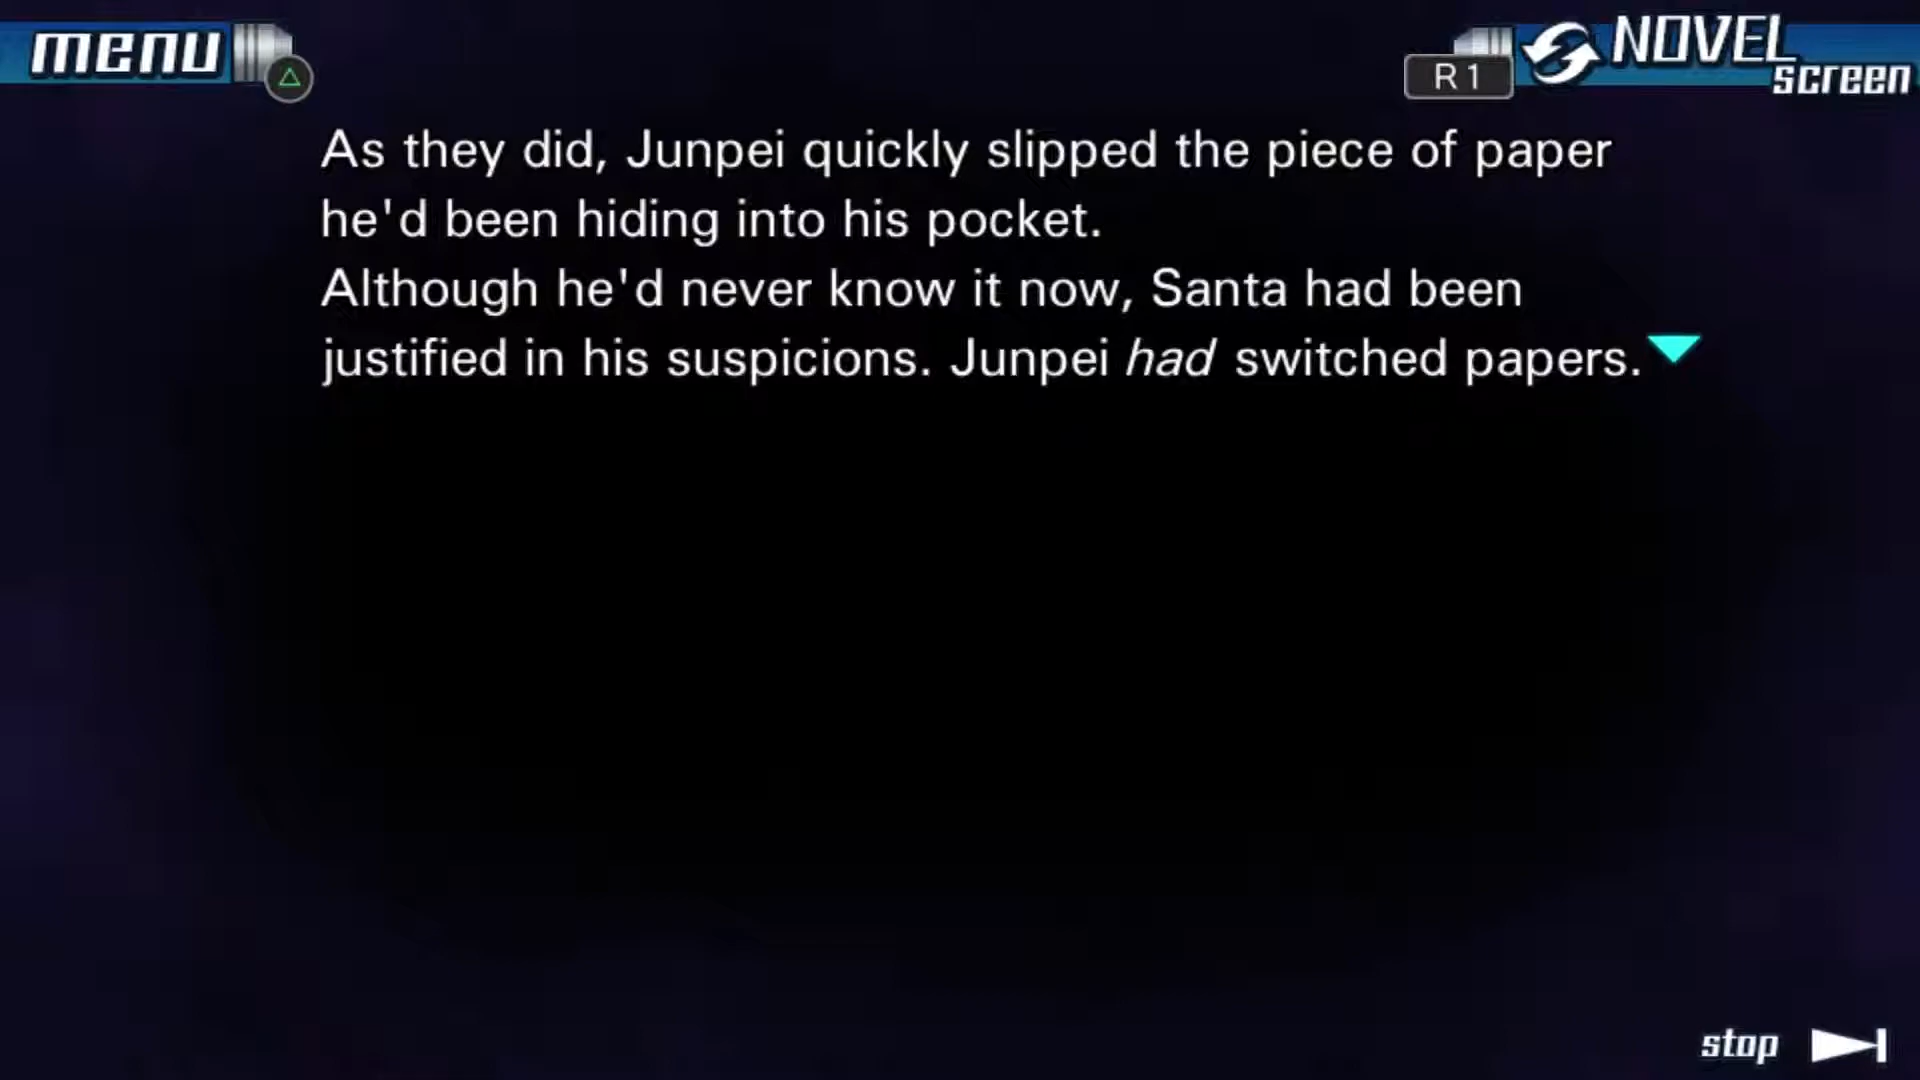 menu
R1
NOVEL
screen
As they did, Junpei quickly slipped the piece of paper
he'd been hiding into his pocket.
Although he'd never know it now, Santa had been
justified in his suspicions. Junpei had switched papers.
stop